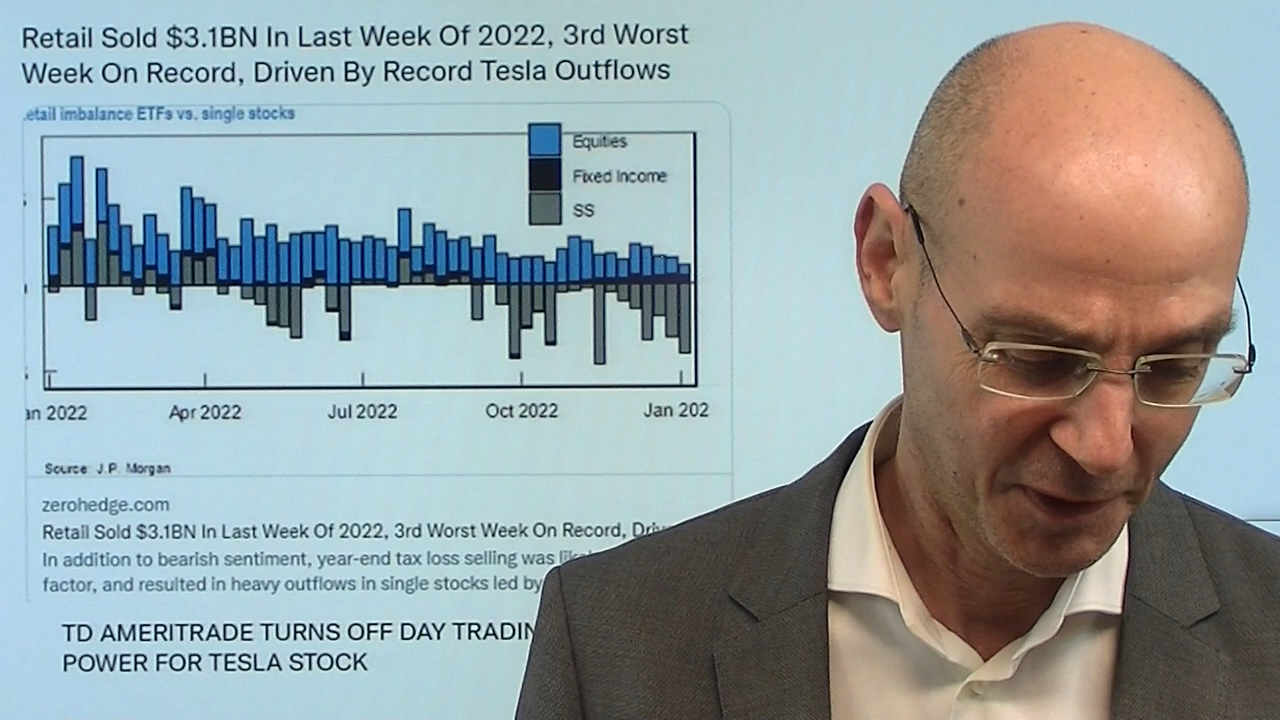 Retail Sold $3.1BN In Last Week Of 2022, 3rd Worst
Week On Record, Driven By Record Tesla Outflows
etail imbalance ETFs vs. single stocks
Equities
Fixed Income
SS
an 2022 Apr 2022 Jul 2022 Oct 2022 Jan 202
Source: J.P. Morgan
zerohedge.com
Retail Sold $3.1BN In Last Week Of 2022, 3rd Worst Week On Record,
In addition to bearish sentiment, year-end tax loss selling was
factor, and resulted in heavy outflows in single stocks led by
TD AMERITRADE TURNS OFF DAY TRADIN
POWER FOR TESLA STOCK